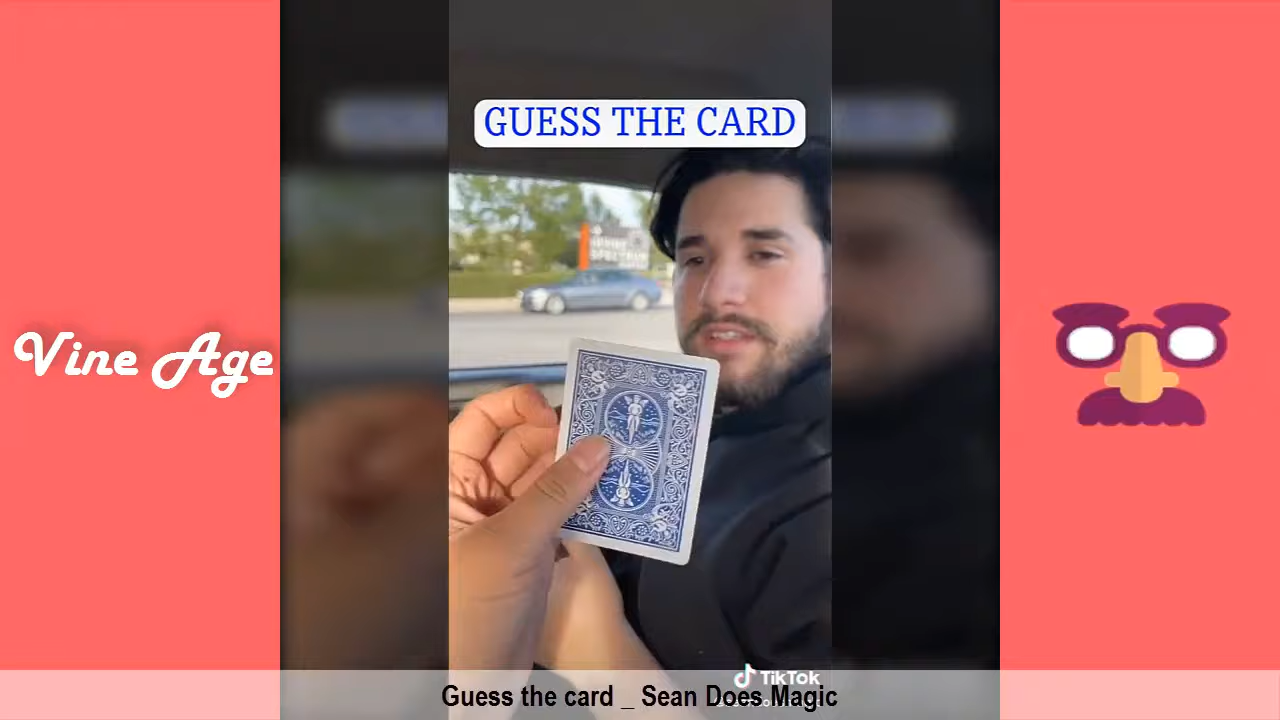 GUESS THE CARD
Vine Age
TikTok
Guess the card _ Sean Does Magic